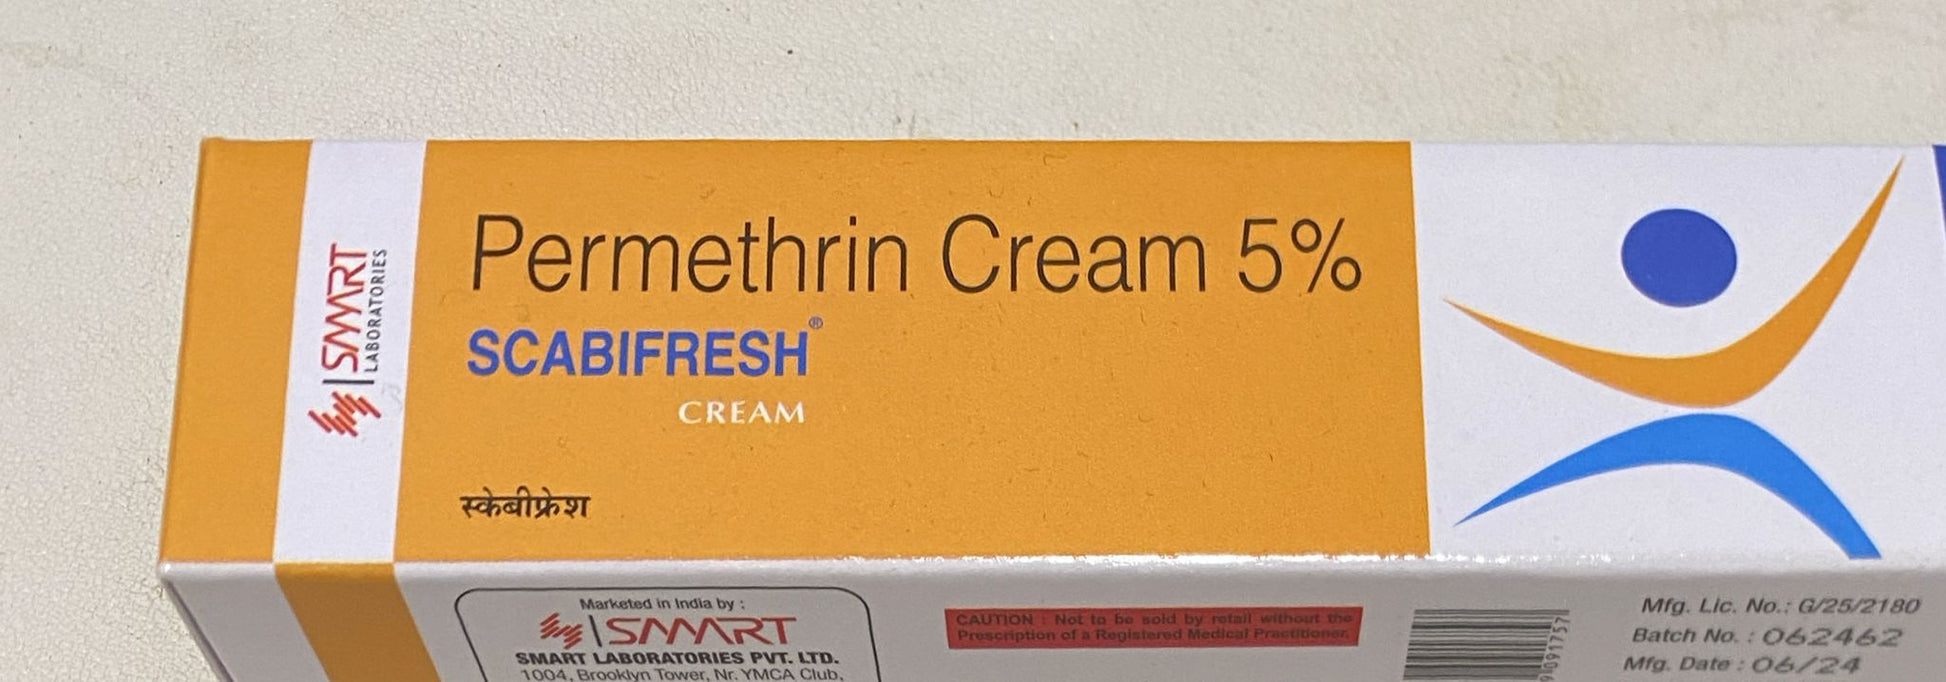 SMART
LABORATORIES
Permethrin Cream 5%
SCABIFRESH®
CREAM
स्केबीफ्रेश
Marketed in India by :
SMART
SMART LABORATORIES PVT. LTD.
1004, Brooklyn Tower, Nr. YMCA Club,
CAUTION : Not to be sold by retail without the
Prescription of a Registered Medical Practitioner.
091757
Mfg. Lic. No.: G/25/2180
Batch No. : 062462
Mfg. Date : 06/24